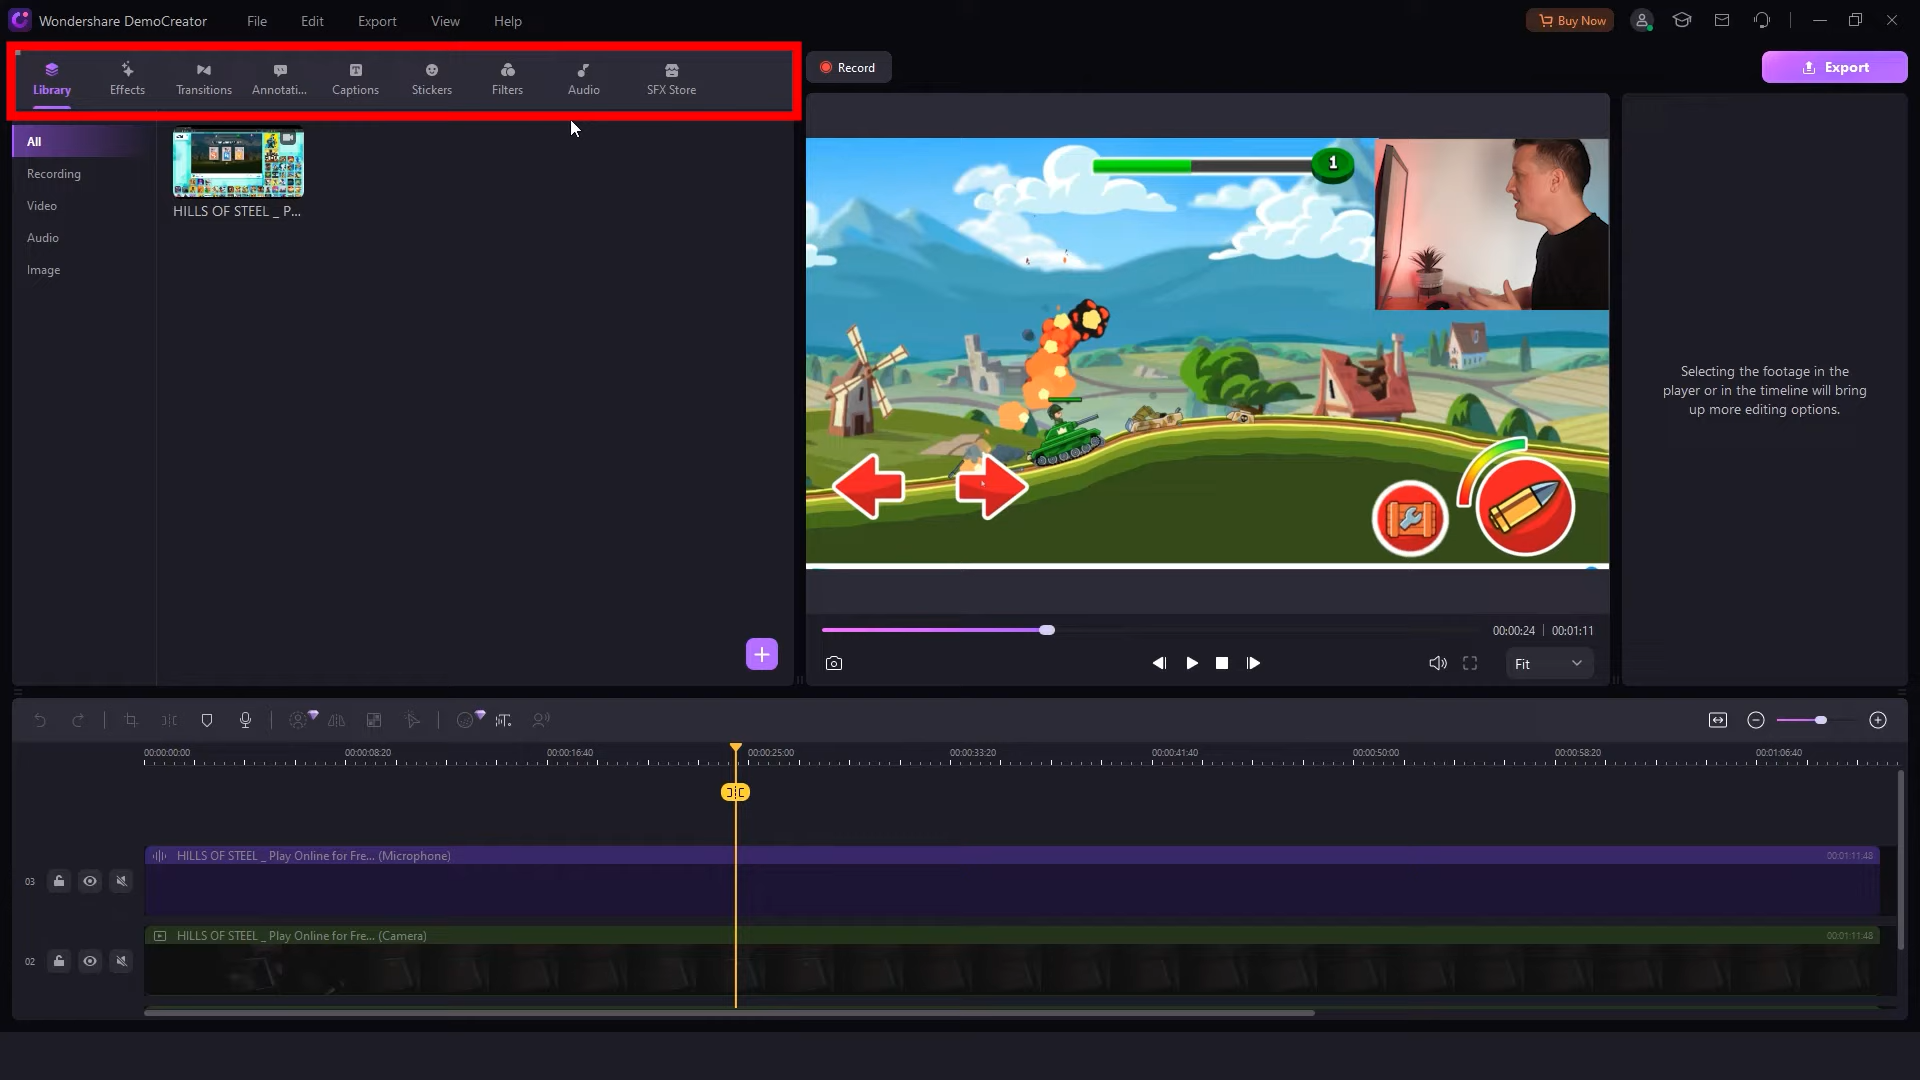 Wondershare DemoCreator File Edit Export View Help Buy Now
Library Effects Transitions Annotati... Captions Stickers Filters Audio SFX Store
Record
Export
All
Recording
Video
Audio
Image
HILLS OF STEEL _ P...
1
00:00:24 | 00:01:11
Fit
Selecting the footage in the
player or in the timeline will bring
up more editing options.
00:00:00:00 00:00:08:20 00:00:16:40 00:00:25:00 00:00:33:20 00:00:41:40 00:00:50:00 00:00:58:20 00:01:06:40
03
HILLS OF STEEL _ Play Online for Fre... (Microphone) 00:01:11:48
02
HILLS OF STEEL _ Play Online for Fre... (Camera) 00:01:11:48